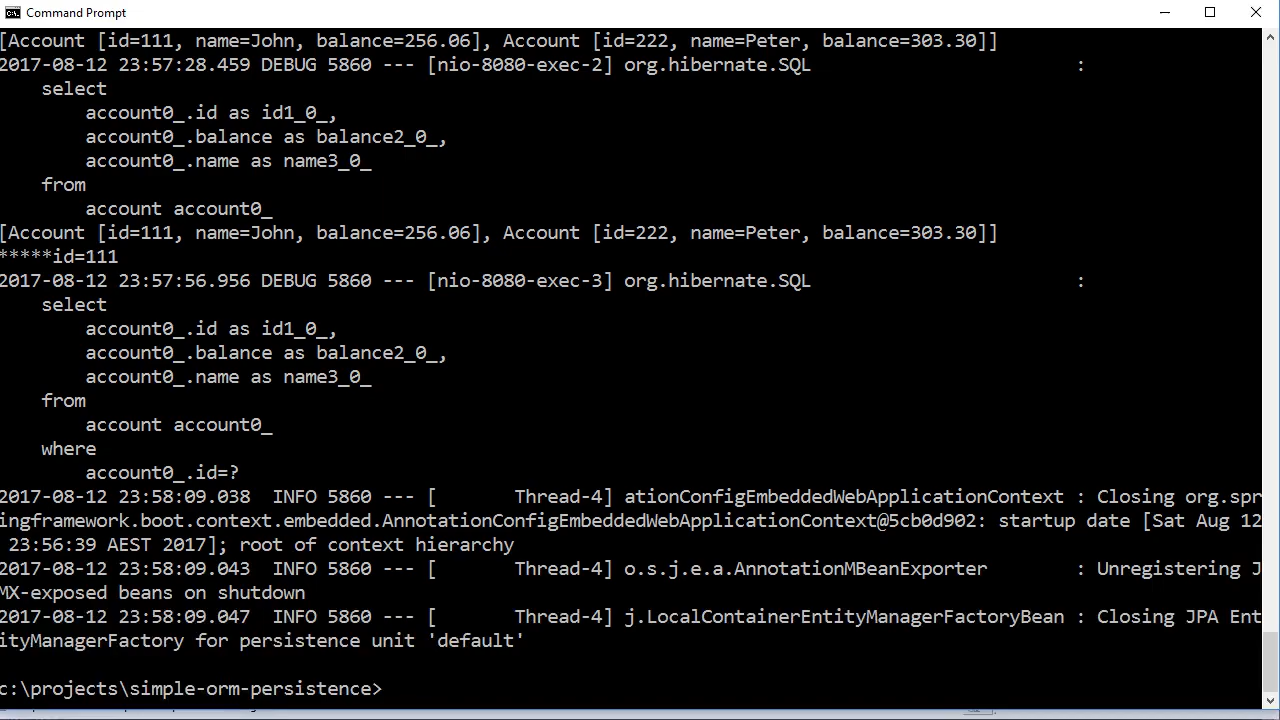 Command Prompt
[Account [id=111, name=John, balance=256.06], Account [id=222, name=Peter, balance=303.30]]
2017-08-12 23:57:28.459 DEBUG 5860 --- [nio-8080-exec-2] org.hibernate.SQL                        :
    select
        account0_.id as id1_0_,
        account0_.balance as balance2_0_,
        account0_.name as name3_0_
    from
        account account0_
[Account [id=111, name=John, balance=256.06], Account [id=222, name=Peter, balance=303.30]]
*****id=111
2017-08-12 23:57:56.956 DEBUG 5860 --- [nio-8080-exec-3] org.hibernate.SQL                        :
    select
        account0_.id as id1_0_,
        account0_.balance as balance2_0_,
        account0_.name as name3_0_
    from
        account account0_
    where
        account0_.id=?
2017-08-12 23:58:09.038  INFO 5860 --- [       Thread-4] ationConfigEmbeddedWebApplicationContext : Closing org.spr
ingframework.boot.context.embedded.AnnotationConfigEmbeddedWebApplicationContext@5cb0d902: startup date [Sat Aug 12
 23:56:39 AEST 2017]; root of context hierarchy
2017-08-12 23:58:09.043  INFO 5860 --- [       Thread-4] o.s.j.e.a.AnnotationMBeanExporter        : Unregistering J
MX-exposed beans on shutdown
2017-08-12 23:58:09.047  INFO 5860 --- [       Thread-4] j.LocalContainerEntityManagerFactoryBean : Closing JPA Ent
ityManagerFactory for persistence unit 'default'
c:\projects\simple-orm-persistence>